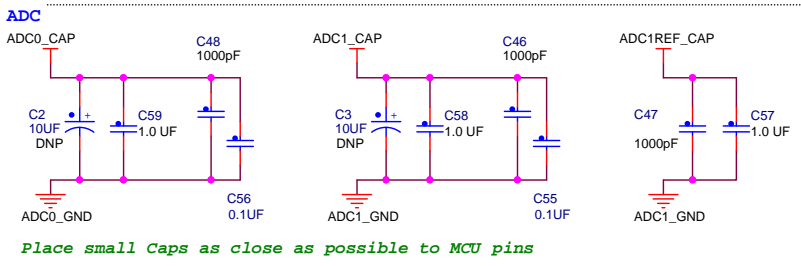 ADC
ADC0_CAP
C48
1000pF
C2
10UF
DNP
+
C59
1.0 UF
C56
0.1UF
ADC0_GND
ADC1_CAP
C46
1000pF
C3
10UF
DNP
+
C58
1.0 UF
C55
0.1UF
ADC1_GND
ADC1REF_CAP
C47
1000pF
C57
1.0 UF
ADC1_GND
Place small Caps as close as possible to MCU pins